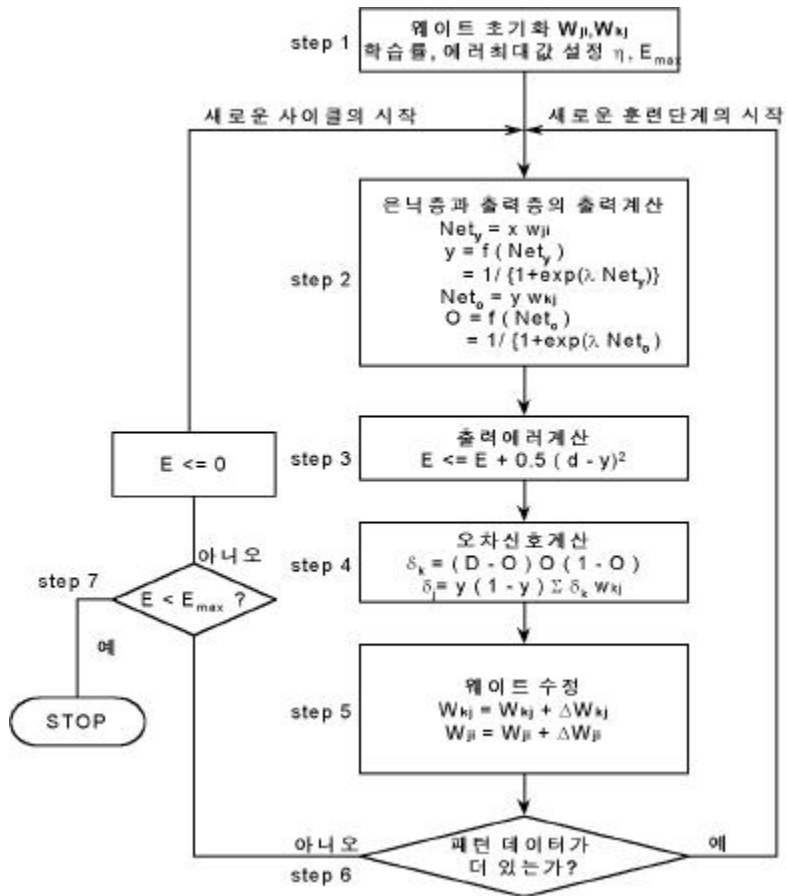 step 1
웨이트 초기화 Wji,Wkj
학습률, 에러최대값 설정 η, Emax
새로운 사이클의 시작
새로운 훈련단계의 시작
step 2
은닉층과 출력층의 출력계산
Nety = x wji
y = f ( Nety )
= 1/ {1+exp(λ Nety)}
Neto = y wkj
O = f ( Neto )
= 1/ {1+exp(λ Neto )
step 3
출력에러계산
E <= E + 0.5 ( d - y)²
E <= 0
step 4
오차신호계산
δk = ( D - O ) O ( 1 - O )
δj= y ( 1 - y ) Σ δk wkj
아니오
step 7
E < Emax ?
예
STOP
step 5
웨이트 수정
Wkj = Wkj + ΔWkj
Wji = Wji + ΔWji
아니오
step 6
패턴 데이터가
더 있는가?
예